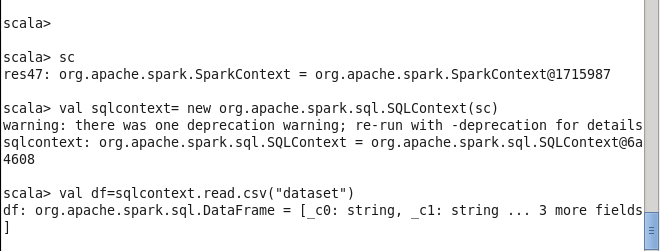 scala>
scala> sc
res47: org.apache.spark.SparkContext = org.apache.spark.SparkContext@1715987
scala> val sqlcontext= new org.apache.spark.sql.SQLContext(sc)
warning: there was one deprecation warning; re-run with -deprecation for details
sqlcontext: org.apache.spark.sql.SQLContext = org.apache.spark.sql.SQLContext@6a
4608
scala> val df=sqlcontext.read.csv("dataset")
df: org.apache.spark.sql.DataFrame = [_c0: string, _c1: string ... 3 more fields
]